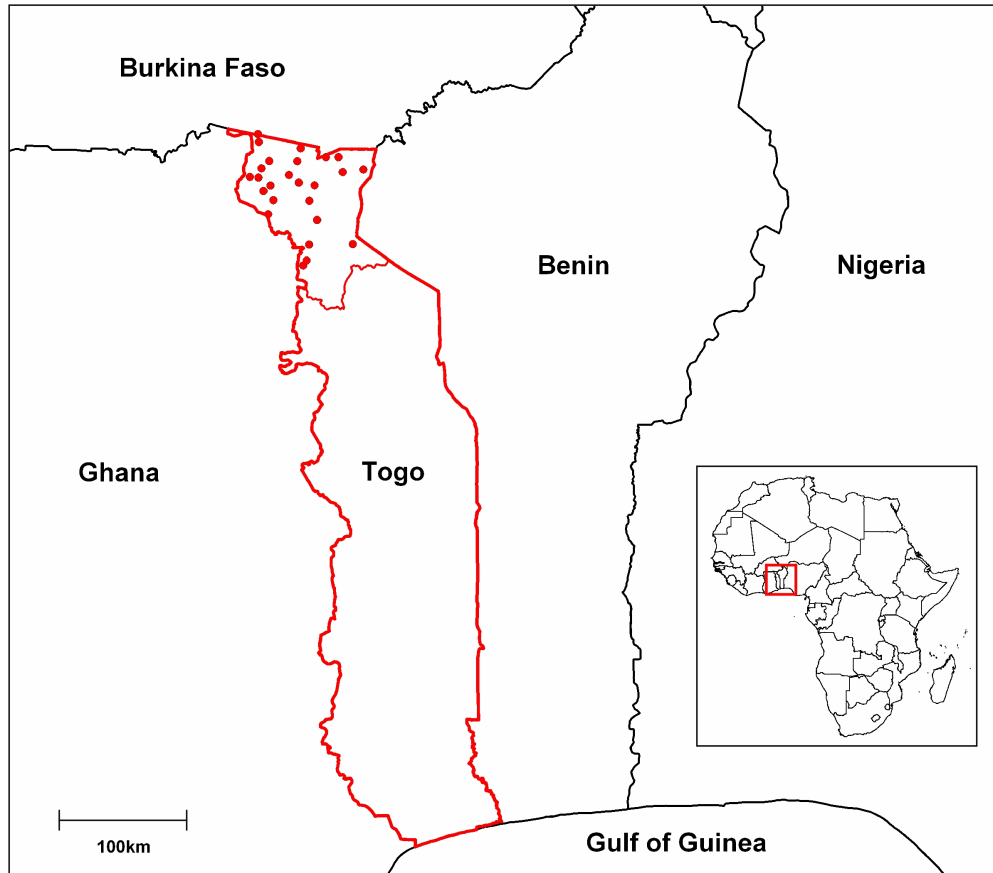 Burkina Faso
Benin
Nigeria
Ghana
Togo
100km
Gulf of Guinea